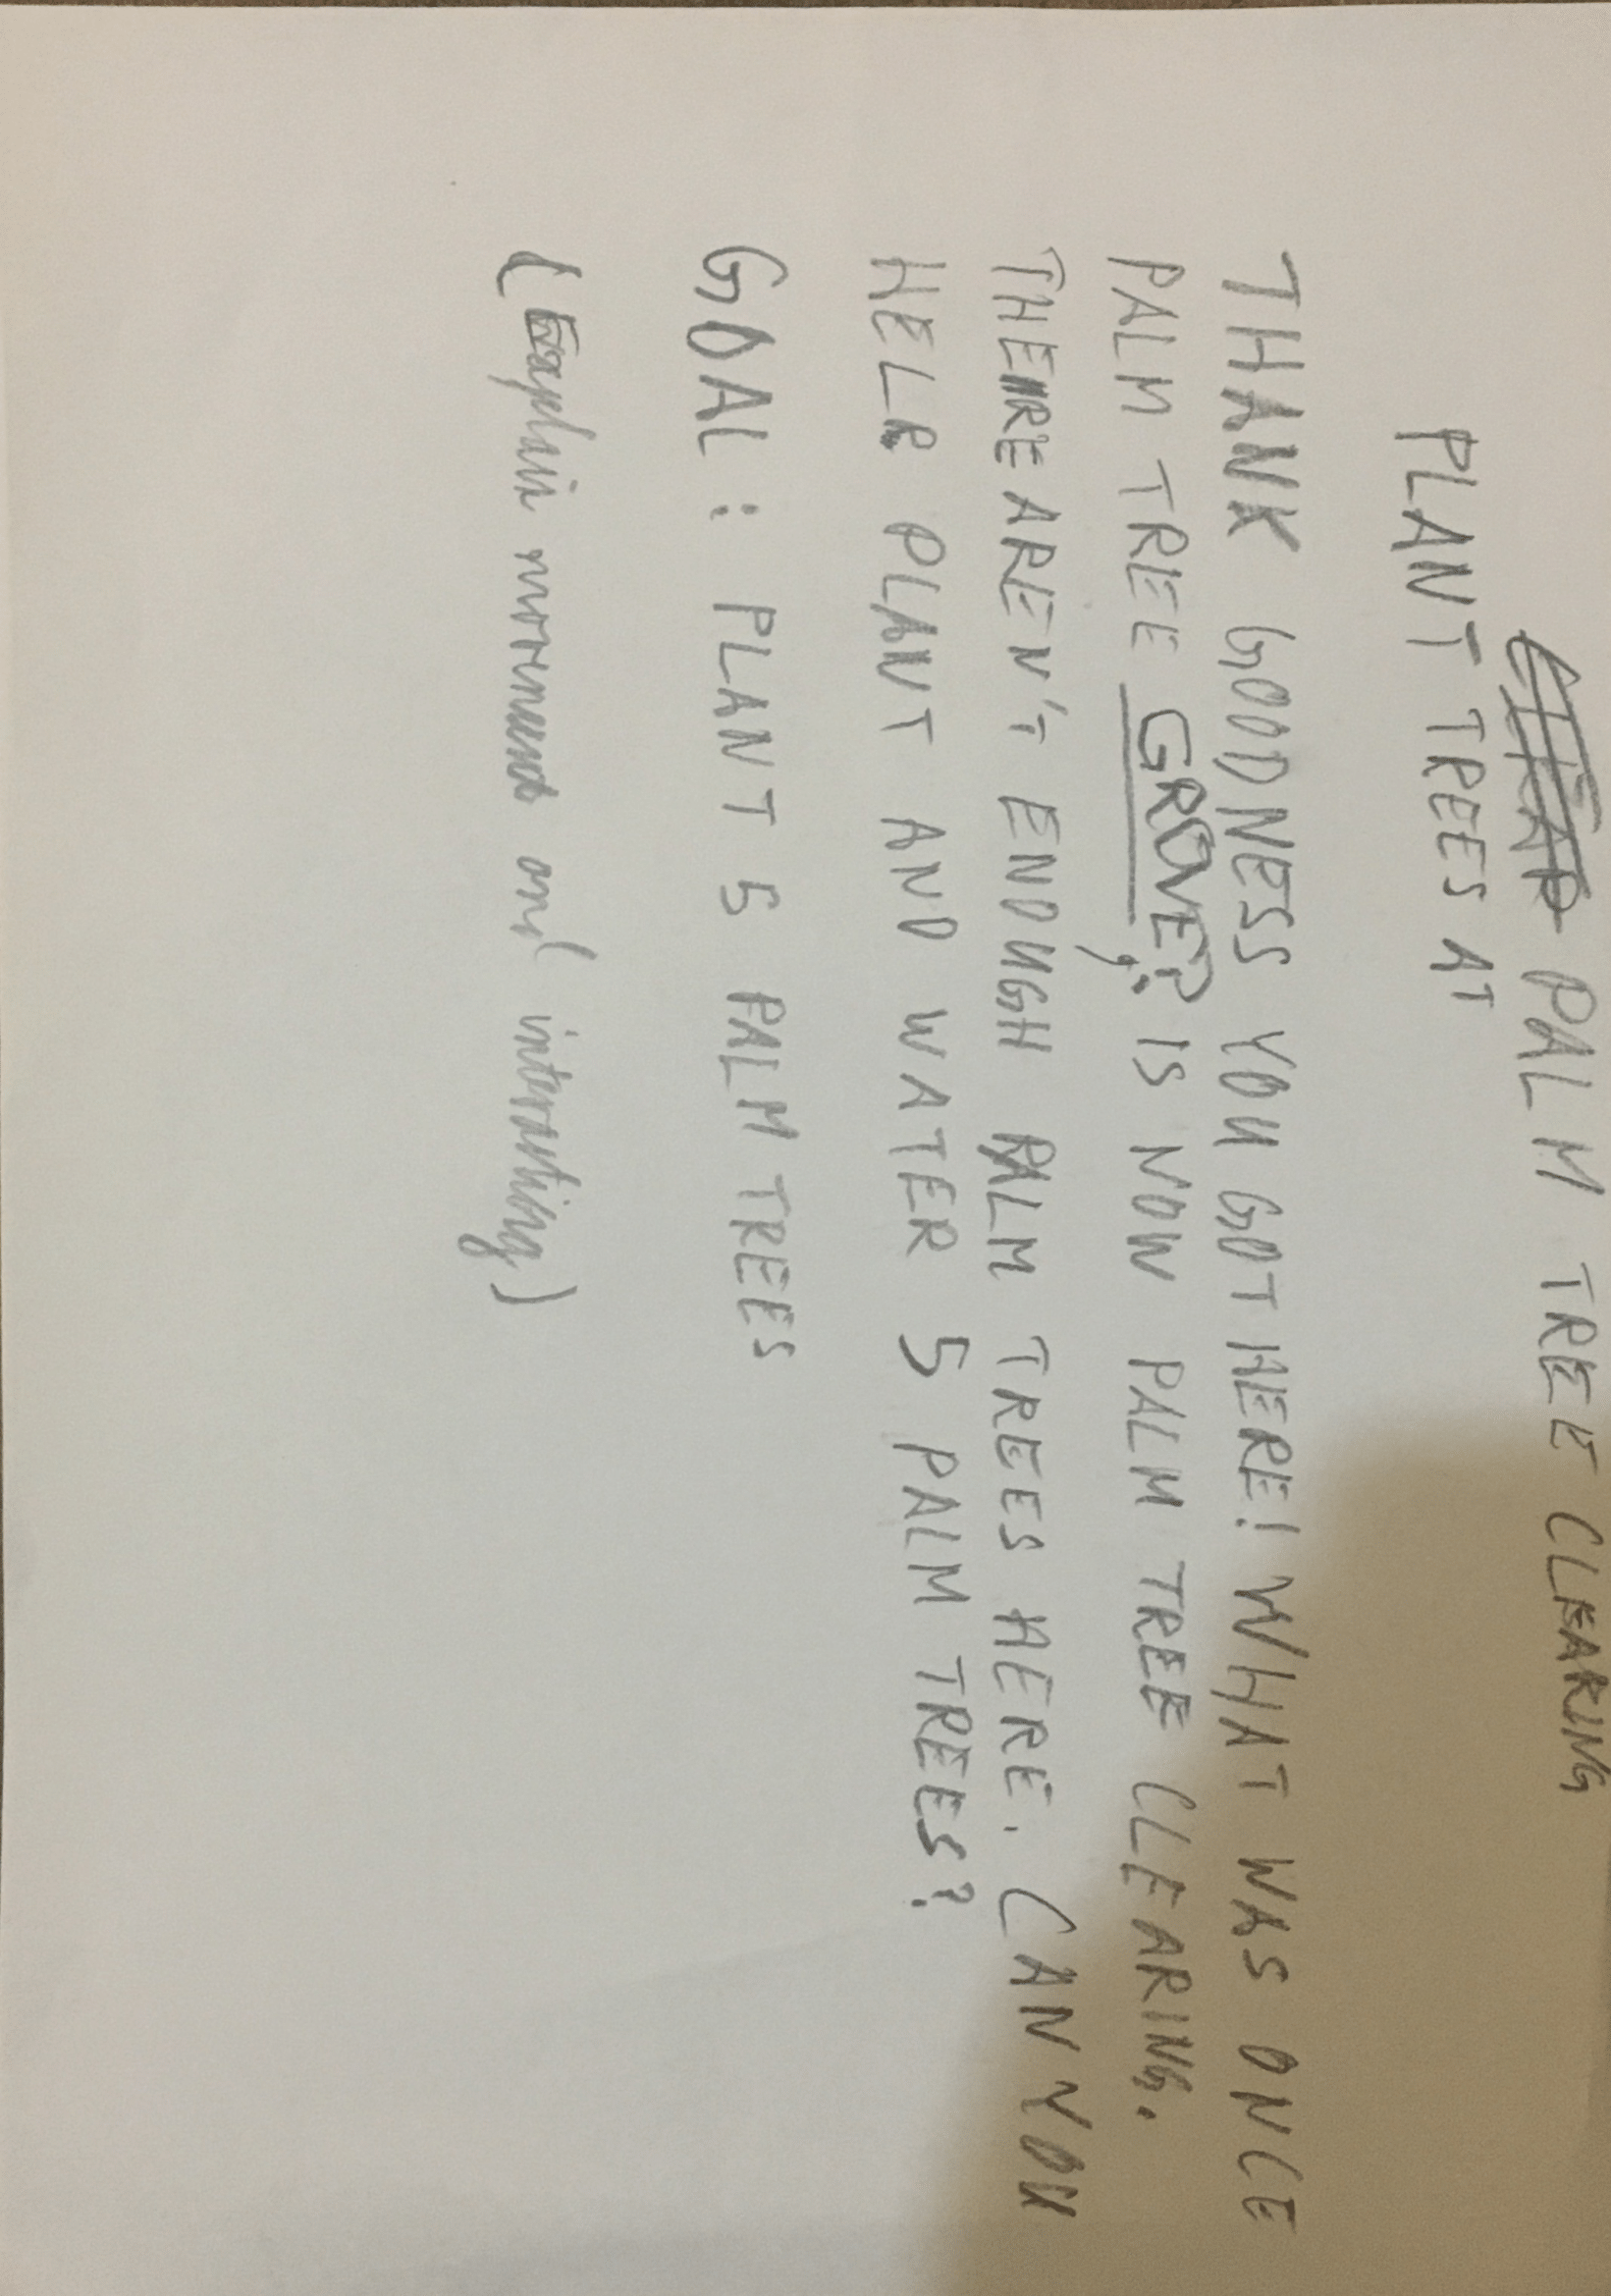 PALM TREE CLEARING
PLANT TREES AT
THANK GOODNESS YOU GOT HERE! WHAT WAS ONCE
PALM TREE GROVE? IS NOW PALM TREE CLEARING.
THERE AREN'T ENOUGH PALM TREES HERE. CAN YOU
HELP PLANT AND WATER 5 PALM TREES?
GOAL: PLANT 5 PALM TREES
(Explain movement and interacting)